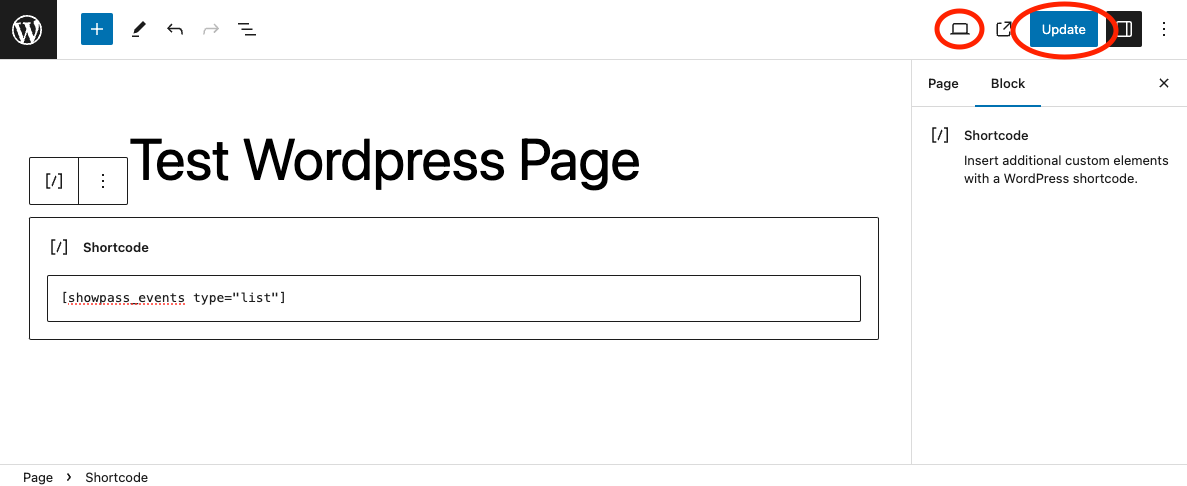 Update
Page
Block
Test Wordpress Page
[/]
[/] Shortcode
Insert additional custom elements
with a WordPress shortcode.
[/] Shortcode
[showpass_events type="list"]
Page › Shortcode